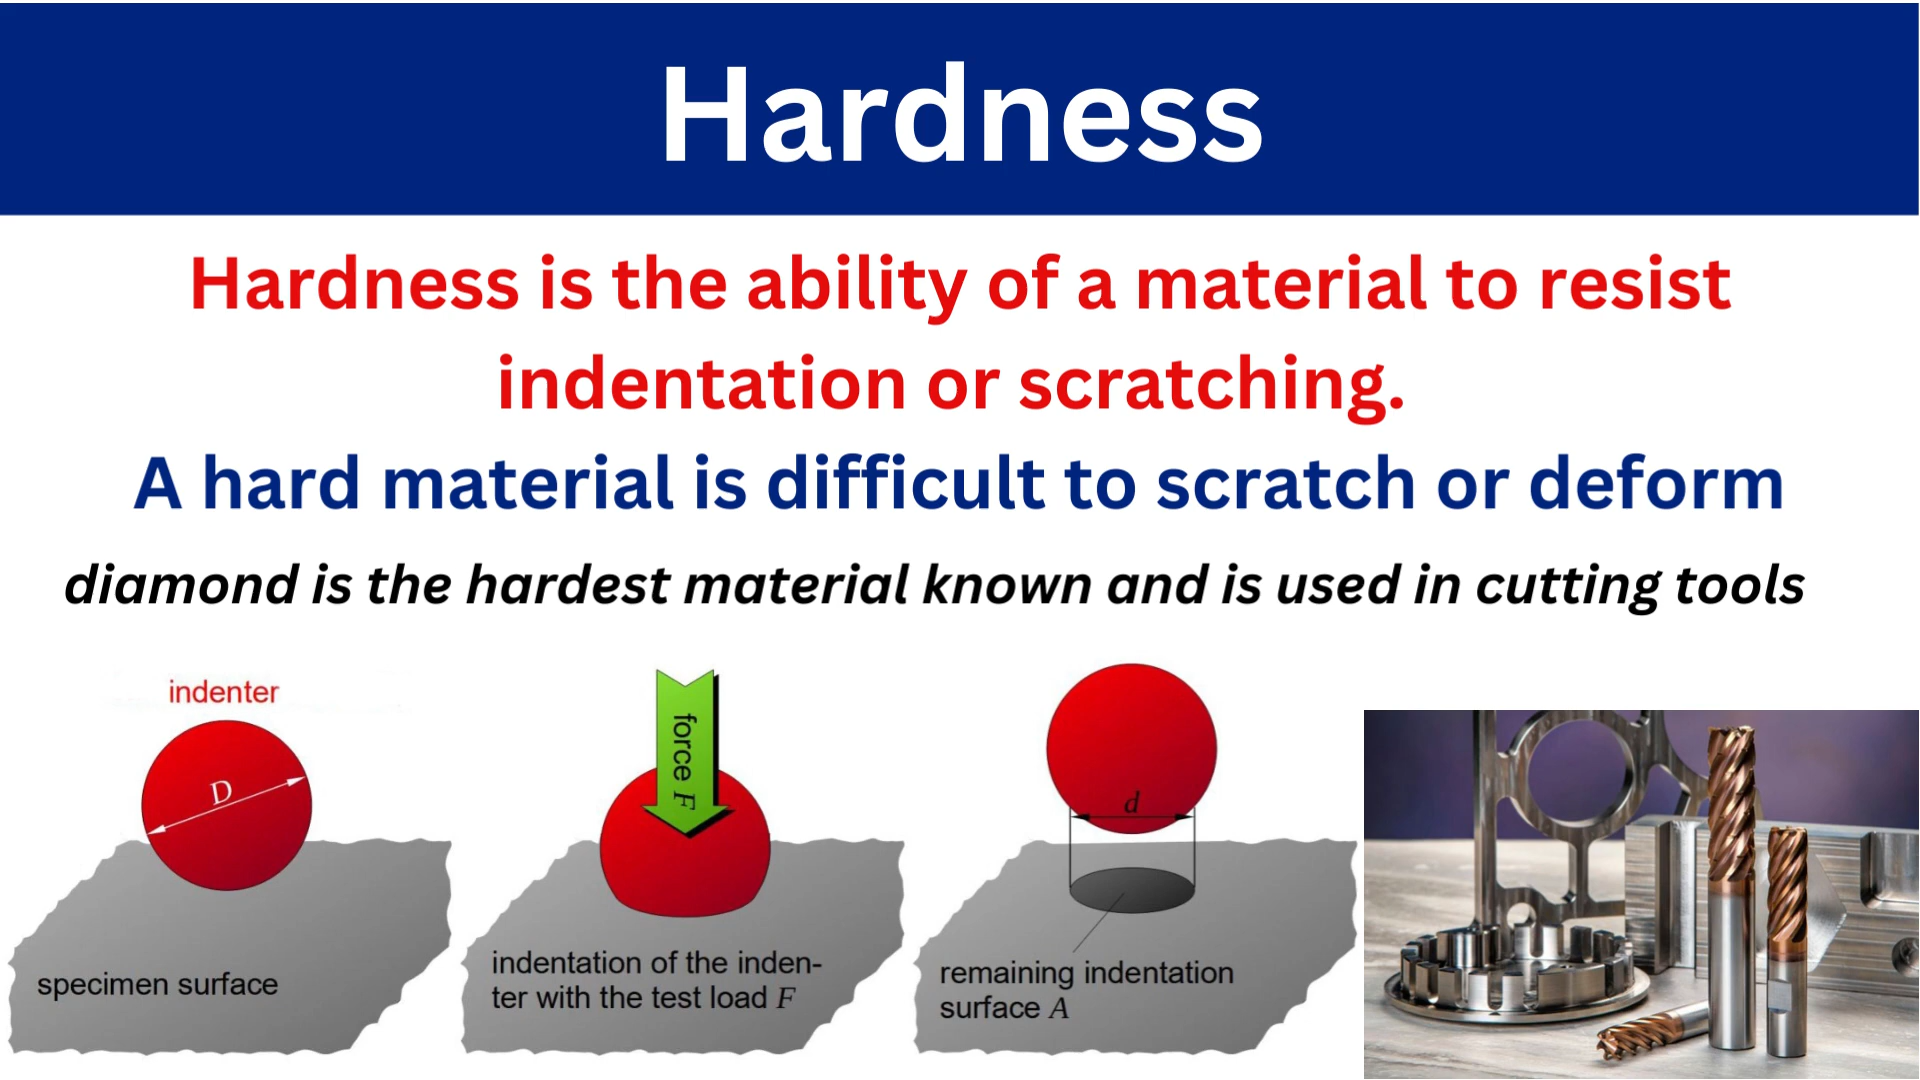 Hardness
Hardness is the ability of a material to resist
indentation or scratching.
A hard material is difficult to scratch or deform
diamond is the hardest material known and is used in cutting tools
indenter
D
specimen surface
force F
indentation of the inden-
ter with the test load F
d
remaining indentation
surface A